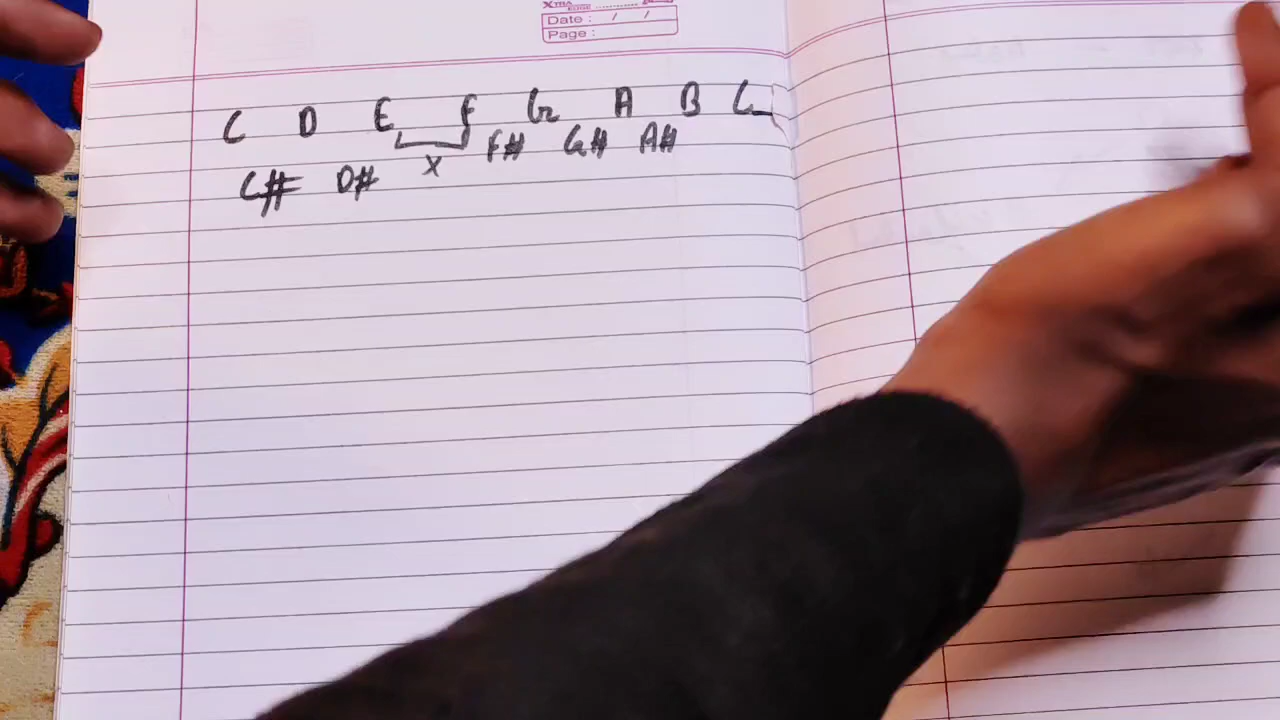 Date : / /
Page :
C D E F G A B C
F# G# A#
C# D# X